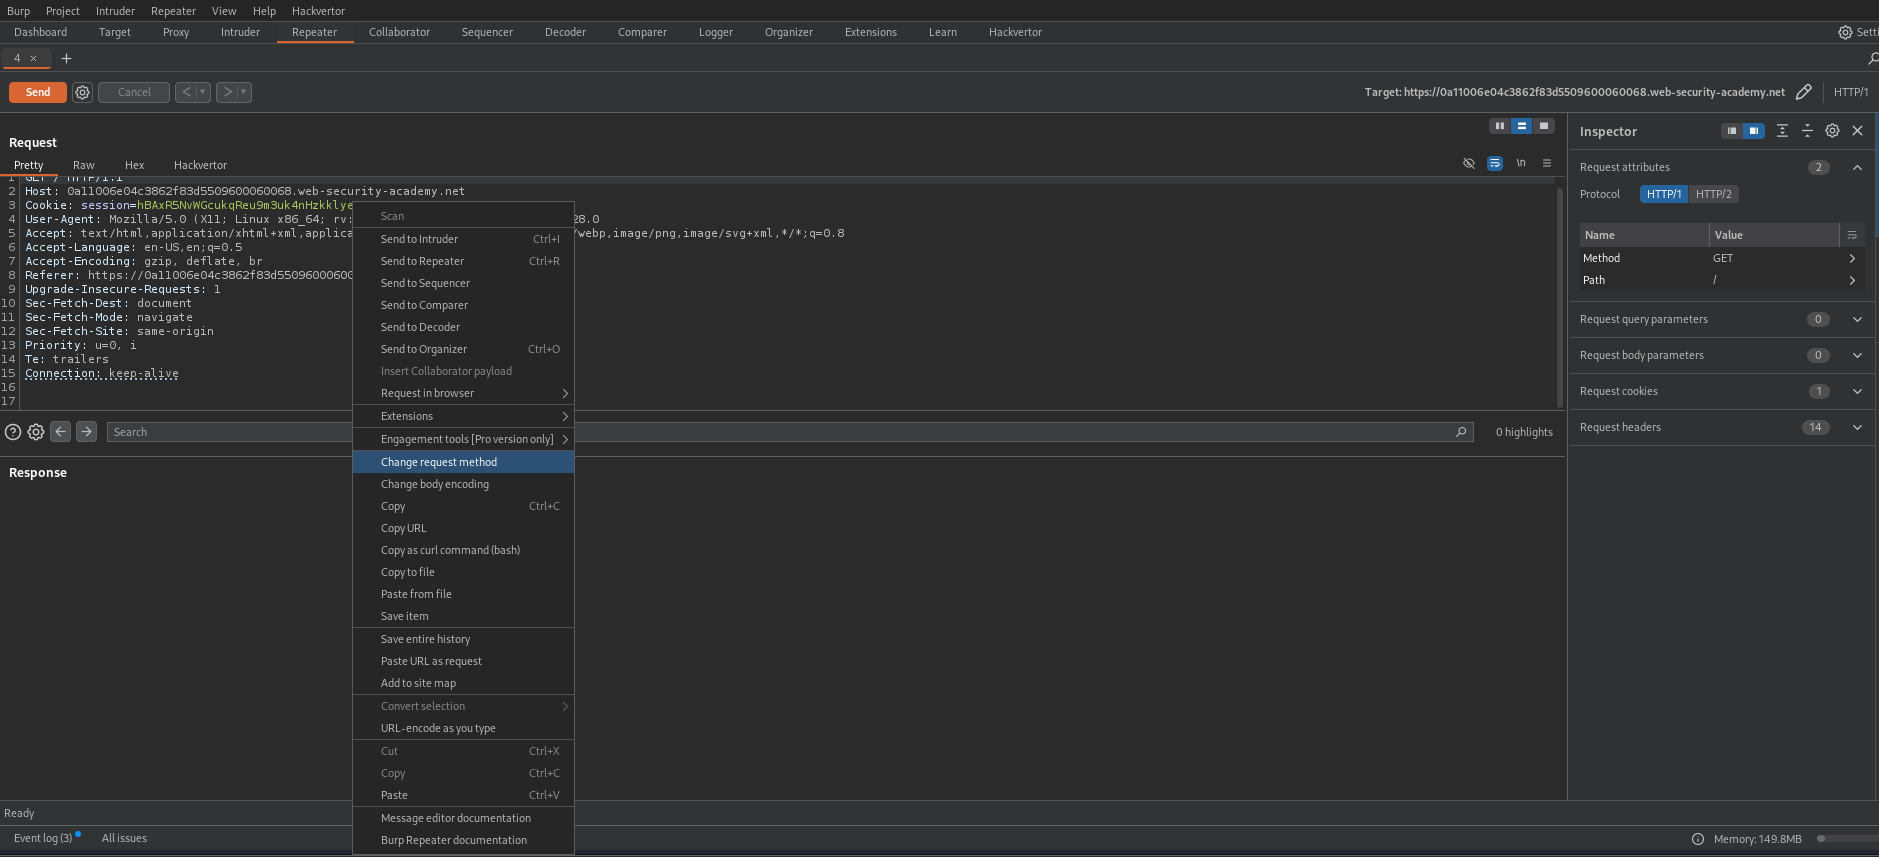 Burp Project Intruder Repeater View Help Hackvertor
Dashboard Target Proxy Intruder Repeater Collaborator Sequencer Decoder Comparer Logger Organizer Extensions Learn Hackvertor Setti
4 × +
Send Cancel < ▾ > ▾ Target: https://0a11006e04c3862f83d5509600060068.web-security-academy.net HTTP/1
Request
Pretty Raw Hex Hackvertor \n
1 GET / HTTP/1.1
2 Host: 0a11006e04c3862f83d5509600060068.web-security-academy.net
3 Cookie: session=hBAxR5NvWGcukqReu9m3uk4nHzkklye
4 User-Agent: Mozilla/5.0 (X11; Linux x86_64; rv: 28.0
5 Accept: text/html,application/xhtml+xml,applica /webp,image/png,image/svg+xml,*/*;q=0.8
6 Accept-Language: en-US,en;q=0.5
7 Accept-Encoding: gzip, deflate, br
8 Referer: https://0a11006e04c3862f83d5509600060
9 Upgrade-Insecure-Requests: 1
10 Sec-Fetch-Dest: document
11 Sec-Fetch-Mode: navigate
12 Sec-Fetch-Site: same-origin
13 Priority: u=0, i
14 Te: trailers
15 Connection: keep-alive
16
17
Search 0 highlights
Response
Scan
Send to Intruder Ctrl+I
Send to Repeater Ctrl+R
Send to Sequencer
Send to Comparer
Send to Decoder
Send to Organizer Ctrl+O
Insert Collaborator payload
Request in browser
Extensions
Engagement tools [Pro version only]
Change request method
Change body encoding
Copy Ctrl+C
Copy URL
Copy as curl command (bash)
Copy to file
Paste from file
Save item
Save entire history
Paste URL as request
Add to site map
Convert selection
URL-encode as you type
Cut Ctrl+X
Copy Ctrl+C
Paste Ctrl+V
Message editor documentation
Burp Repeater documentation
Inspector
Request attributes 2
Protocol HTTP/1 HTTP/2
Name Value
Method GET
Path /
Request query parameters 0
Request body parameters 0
Request cookies 1
Request headers 14
Ready
Event log (3) All issues Memory: 149.8MB